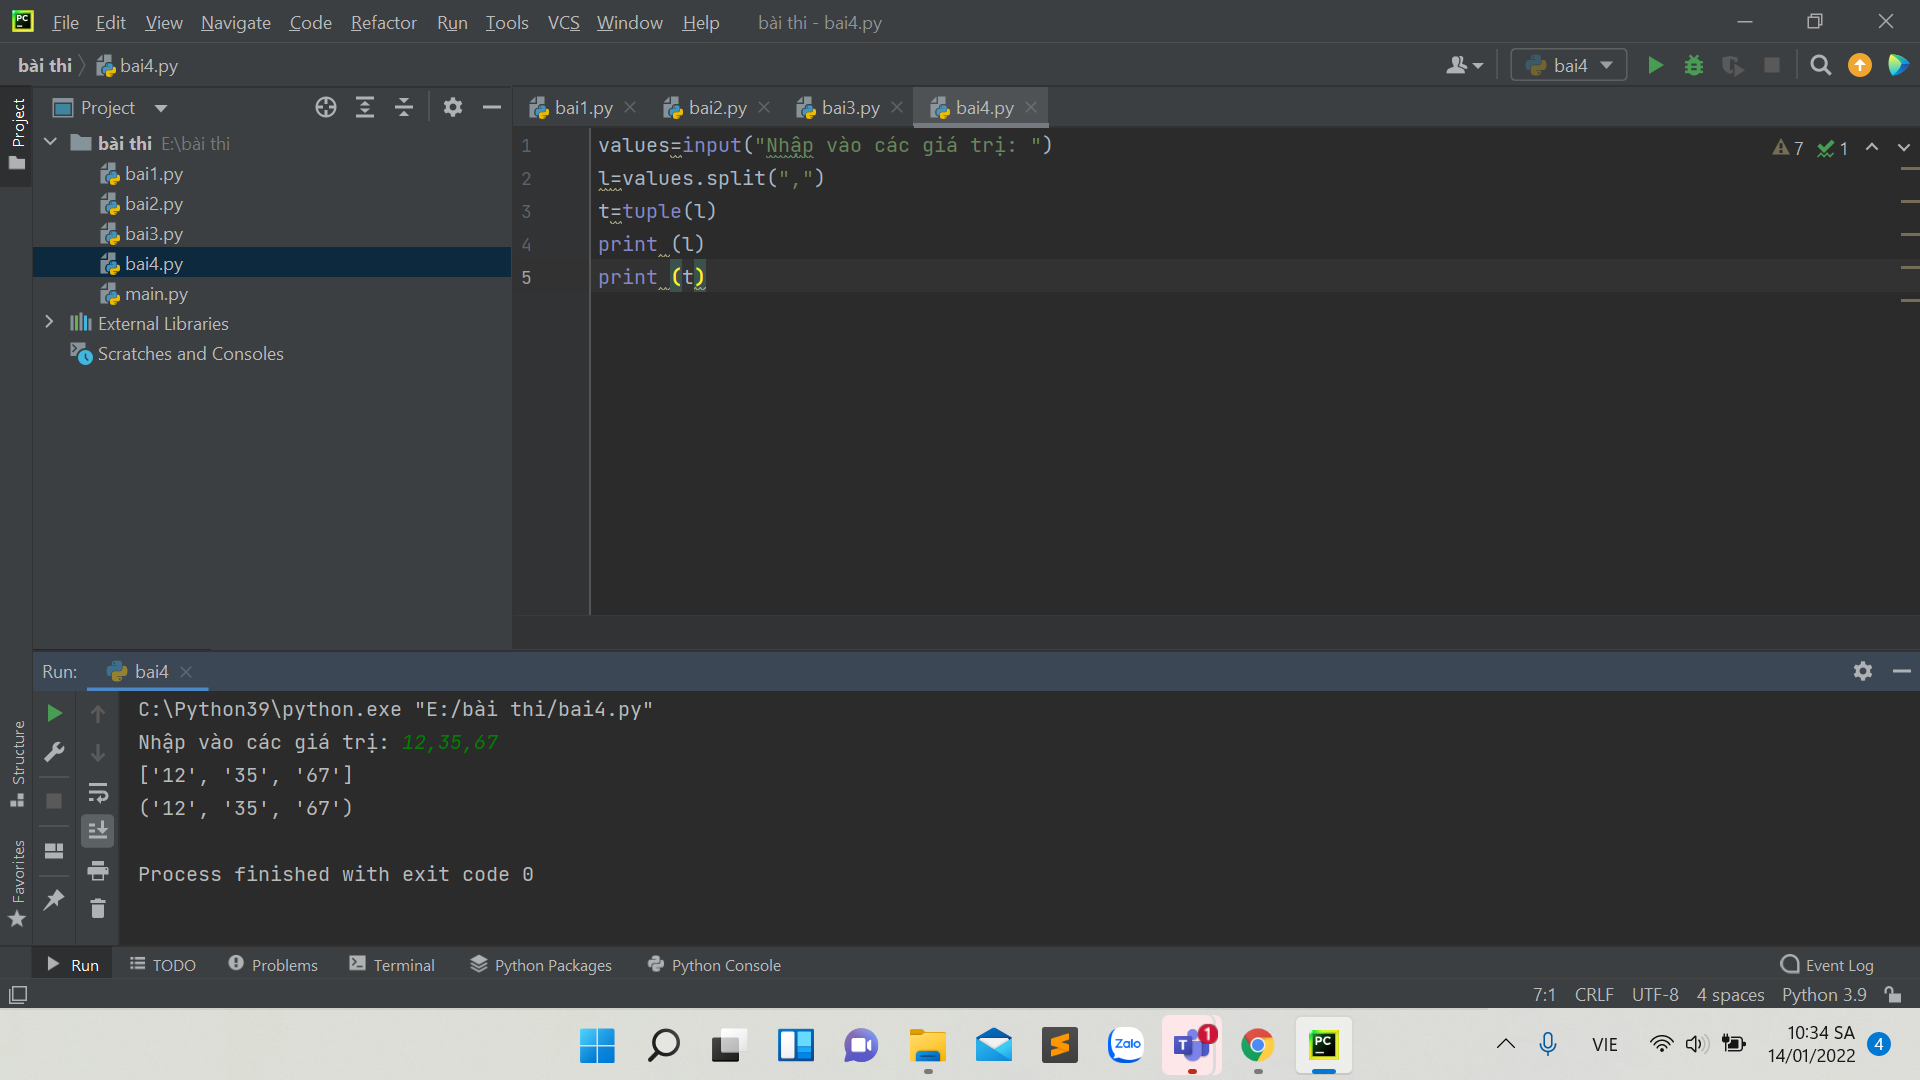 PC File Edit View Navigate Code Refactor Run Tools VCS Window Help bài thi - bai4.py
bài thi bai4.py bai4
Project
Project
bài thi E:\bài thi
bai1.py
bai2.py
bai3.py
bai4.py
main.py
External Libraries
Scratches and Consoles
bai1.py bai2.py bai3.py bai4.py
1 values=input("Nhập vào các giá trị: ")
2 l=values.split(",")
3 t=tuple(l)
4 print (l)
5 print (t)
7 1
Run: bai4
C:\Python39\python.exe "E:/bài thi/bai4.py"
Nhập vào các giá trị: 12,35,67
['12', '35', '67']
('12', '35', '67')
Process finished with exit code 0
Structure
Favorites
Run TODO Problems Terminal Python Packages Python Console Event Log
7:1 CRLF UTF-8 4 spaces Python 3.9
Zalo T 1 PC VIE 10:34 SA 4
14/01/2022